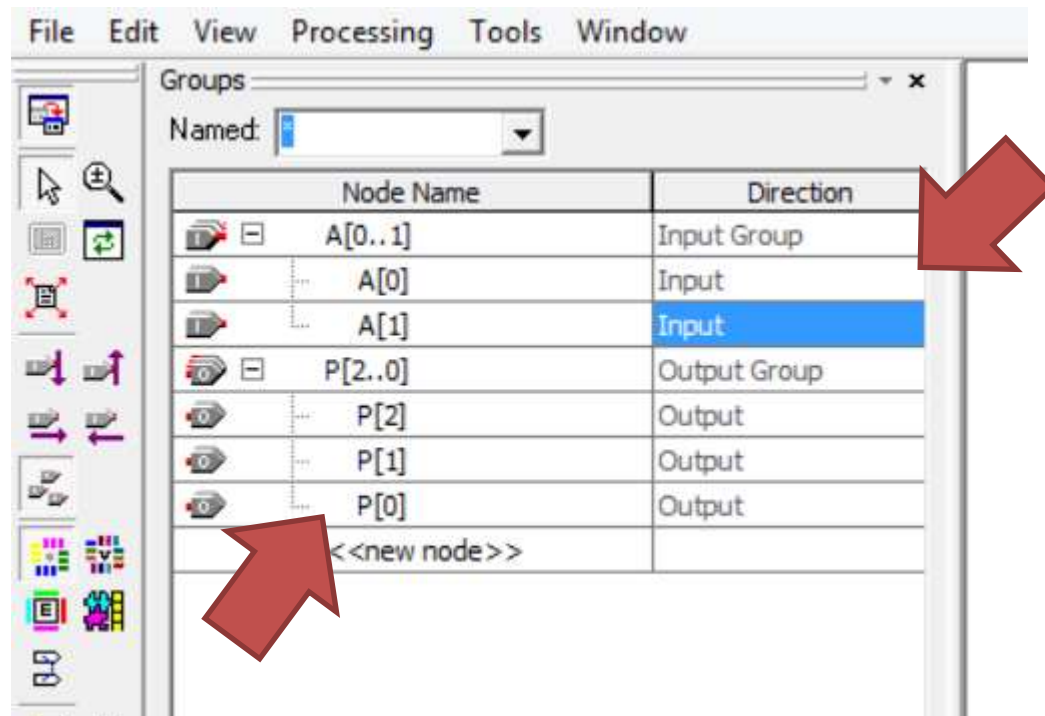 File Edit View Processing Tools Window
Groups
Named: *
Node Name Direction
A[0..1] Input Group
A[0] Input
A[1] Input
P[2..0] Output Group
P[2] Output
P[1] Output
P[0] Output
<<new node>>